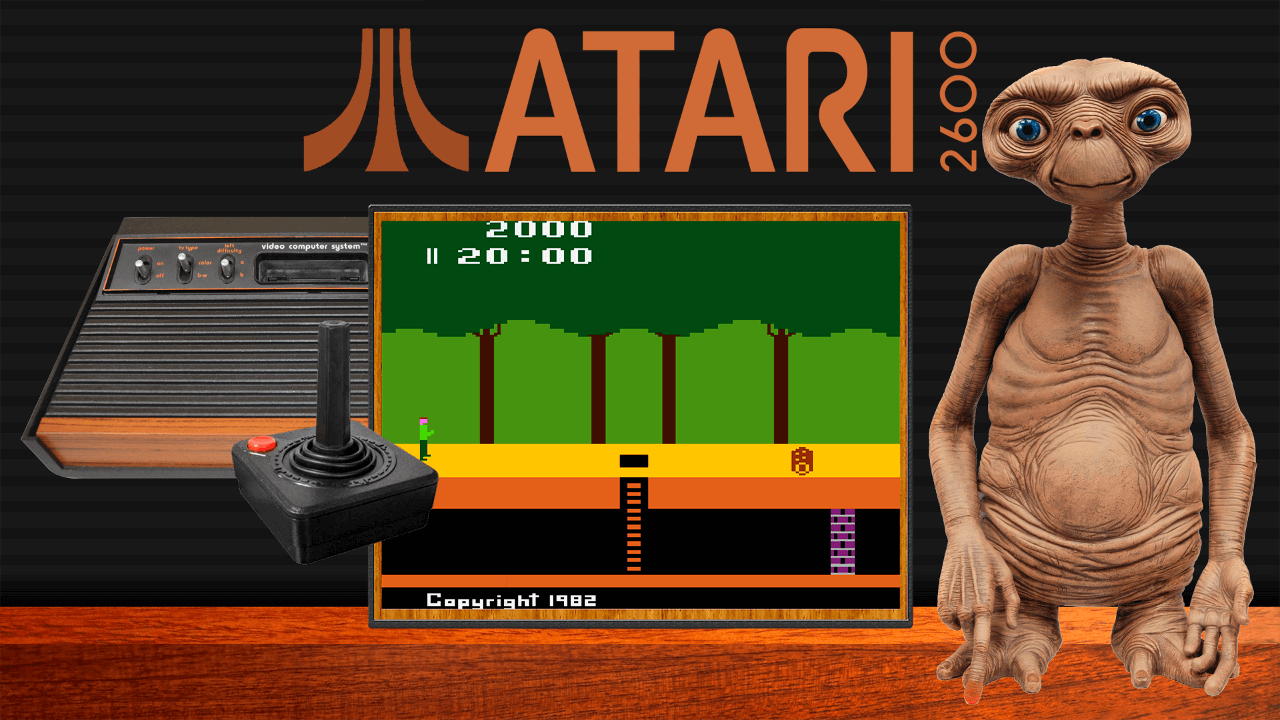 ATARI 2600
power
on
off
tv type
color
b-w
left
difficulty
a
b
video computer system™
2000
20:00
Copyright 1982